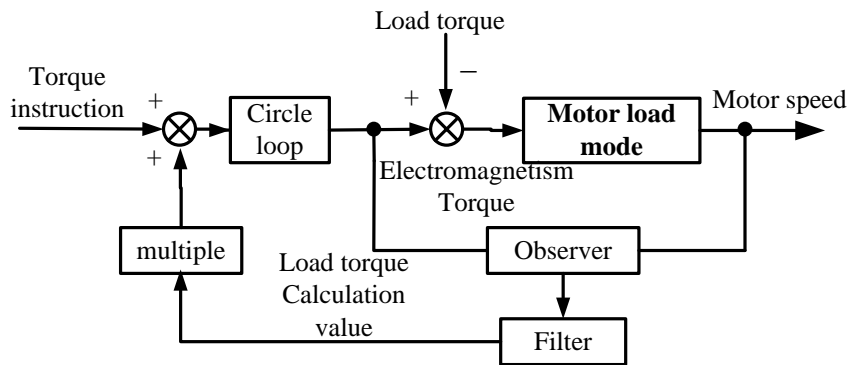 Load torque
−
Torque
instruction
+
+
Circle
loop
+
Motor load
mode
Motor speed
Electromagnetism
Torque
multiple
Load torque
Calculation
value
Observer
Filter